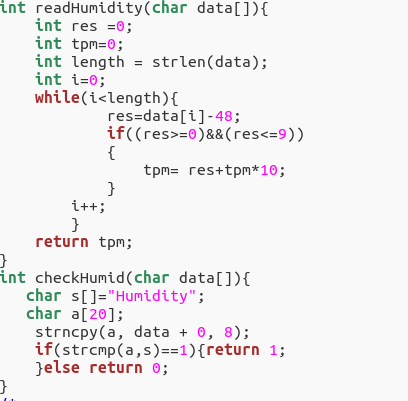 int readHumidity(char data[]){
    int res =0;
    int tpm=0;
    int length = strlen(data);
    int i=0;
    while(i<length){
            res=data[i]-48;
            if((res>=0)&&(res<=9))
            {
                tpm= res+tpm*10;
            }
        i++;
        }
    return tpm;
}
int checkHumid(char data[]){
   char s[]="Humidity";
   char a[20];
    strncpy(a, data + 0, 8);
    if(strcmp(a,s)==1){return 1;
    }else return 0;
}